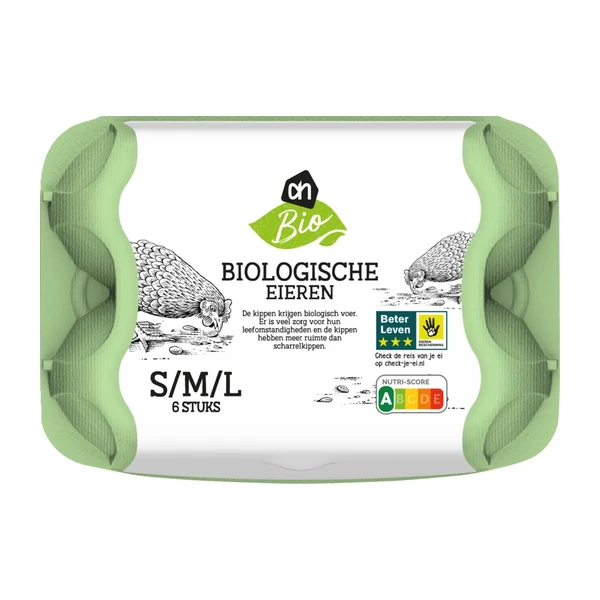 ah
Bio
BIOLOGISCHE
EIEREN
De kippen krijgen biologisch voer.
Er is veel zorg voor hun
leefomstandigheden en de kippen
hebben meer ruimte dan
scharrelkippen.
S/M/L
6 STUKS
Beter
Leven
DIEREN
BESCHERMING
Check de reis van je ei
op check-je-ei.nl
NUTRI-SCORE
A B C D E